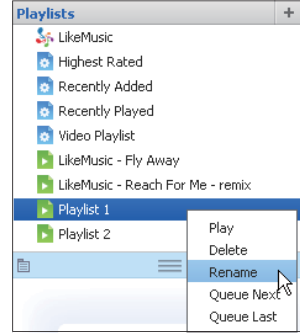 Playlists +
LikeMusic
Highest Rated
Recently Added
Recently Played
Video Playlist
LikeMusic - Fly Away
LikeMusic - Reach For Me - remix
Playlist 1
Playlist 2
Play
Delete
Rename
Queue Next
Queue Last